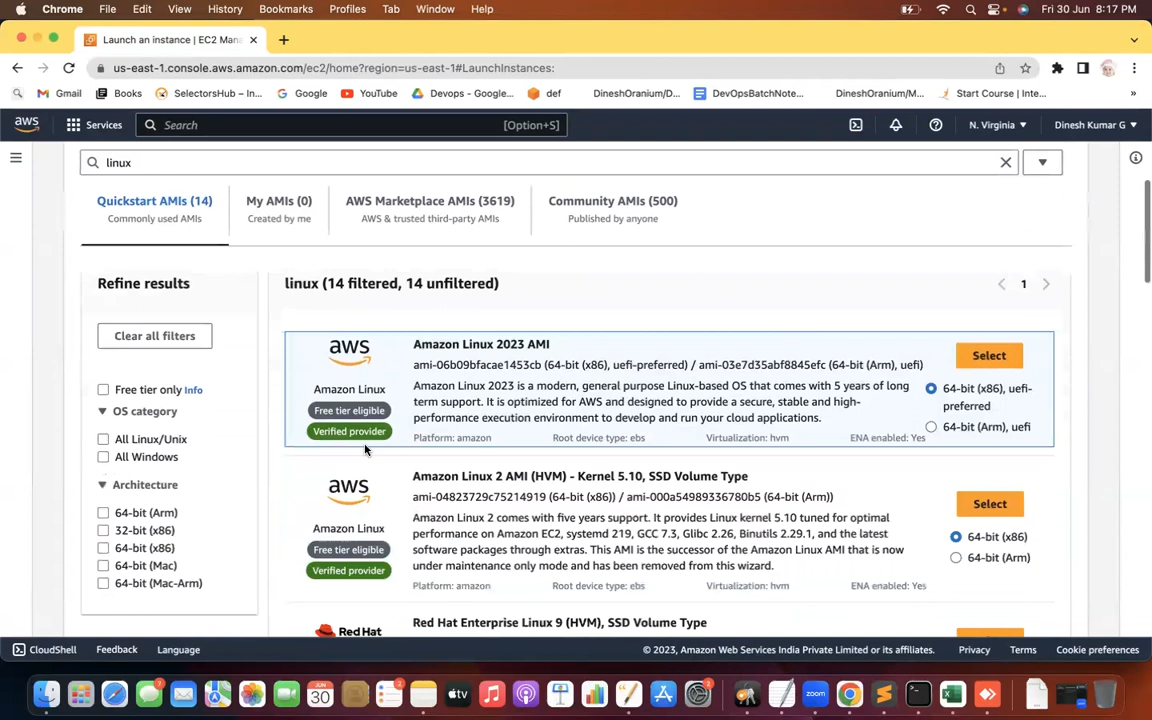 Chrome File Edit View History Bookmarks Profiles Tab Window Help Fri 30 Jun 8:17 PM
Launch an instance | EC2 Man
us-east-1.console.aws.amazon.com/ec2/home?region=us-east-1#LaunchInstances:
Gmail Books SelectorsHub – In... Google YouTube Devops - Google... def DineshOranium/D... DevOpsBatchNote... DineshOranium/M... Start Course | Inte... »
aws Services Search [Option+S] N. Virginia Dinesh Kumar G
linux
Quickstart AMIs (14) My AMIs (0) AWS Marketplace AMIs (3619) Community AMIs (500)
Commonly used AMIs Created by me AWS & trusted third-party AMIs Published by anyone
Refine results
Clear all filters
Free tier only Info
OS category
All Linux/Unix
All Windows
Architecture
64-bit (Arm)
32-bit (x86)
64-bit (x86)
64-bit (Mac)
64-bit (Mac-Arm)
linux (14 filtered, 14 unfiltered) 1
aws
Amazon Linux
Free tier eligible
Verified provider
Amazon Linux 2023 AMI
ami-06b09bfacae1453cb (64-bit (x86), uefi-preferred) / ami-03e7d35abf8845efc (64-bit (Arm), uefi)
Amazon Linux 2023 is a modern, general purpose Linux-based OS that comes with 5 years of long
term support. It is optimized for AWS and designed to provide a secure, stable and high-
performance execution environment to develop and run your cloud applications.
Platform: amazon Root device type: ebs Virtualization: hvm ENA enabled: Yes
Select
64-bit (x86), uefi-
preferred
64-bit (Arm), uefi
aws
Amazon Linux
Free tier eligible
Verified provider
Amazon Linux 2 AMI (HVM) - Kernel 5.10, SSD Volume Type
ami-04823729c75214919 (64-bit (x86)) / ami-000a54989336780b5 (64-bit (Arm))
Amazon Linux 2 comes with five years support. It provides Linux kernel 5.10 tuned for optimal
performance on Amazon EC2, systemd 219, GCC 7.3, Glibc 2.26, Binutils 2.29.1, and the latest
software packages through extras. This AMI is the successor of the Amazon Linux AMI that is now
under maintenance only mode and has been removed from this wizard.
Platform: amazon Root device type: ebs Virtualization: hvm ENA enabled: Yes
Select
64-bit (x86)
64-bit (Arm)
Red Hat
Red Hat Enterprise Linux 9 (HVM), SSD Volume Type
CloudShell Feedback Language © 2023, Amazon Web Services India Private Limited or its affiliates. Privacy Terms Cookie preferences
JUN
30
tv
zoom